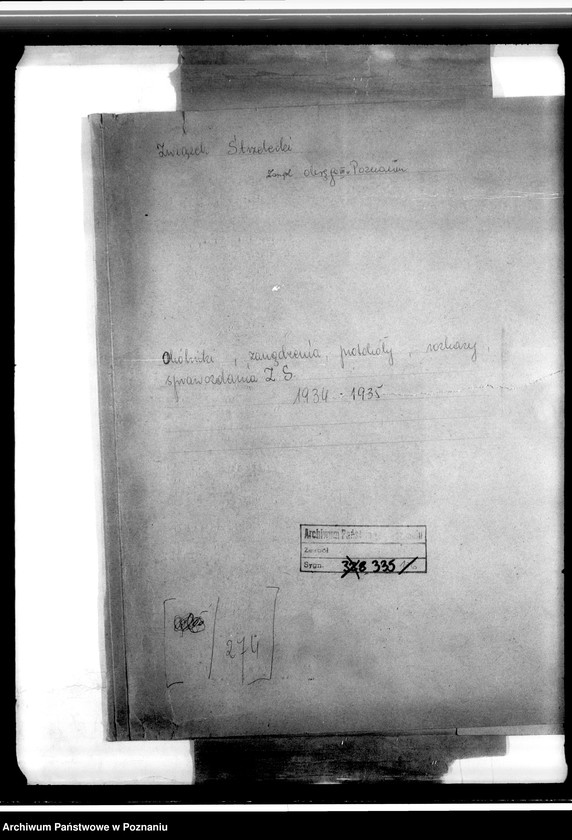 Związek Strzelecki
Zarząd okręgu Poznań
Okólniki, zarządzenia, protokóły, rozkazy,
sprawozdania Z. S.
1934 - 1935
Archiwum Państ
Zespół
Sygn. 335
274
Archiwum Państwowe w Poznaniu